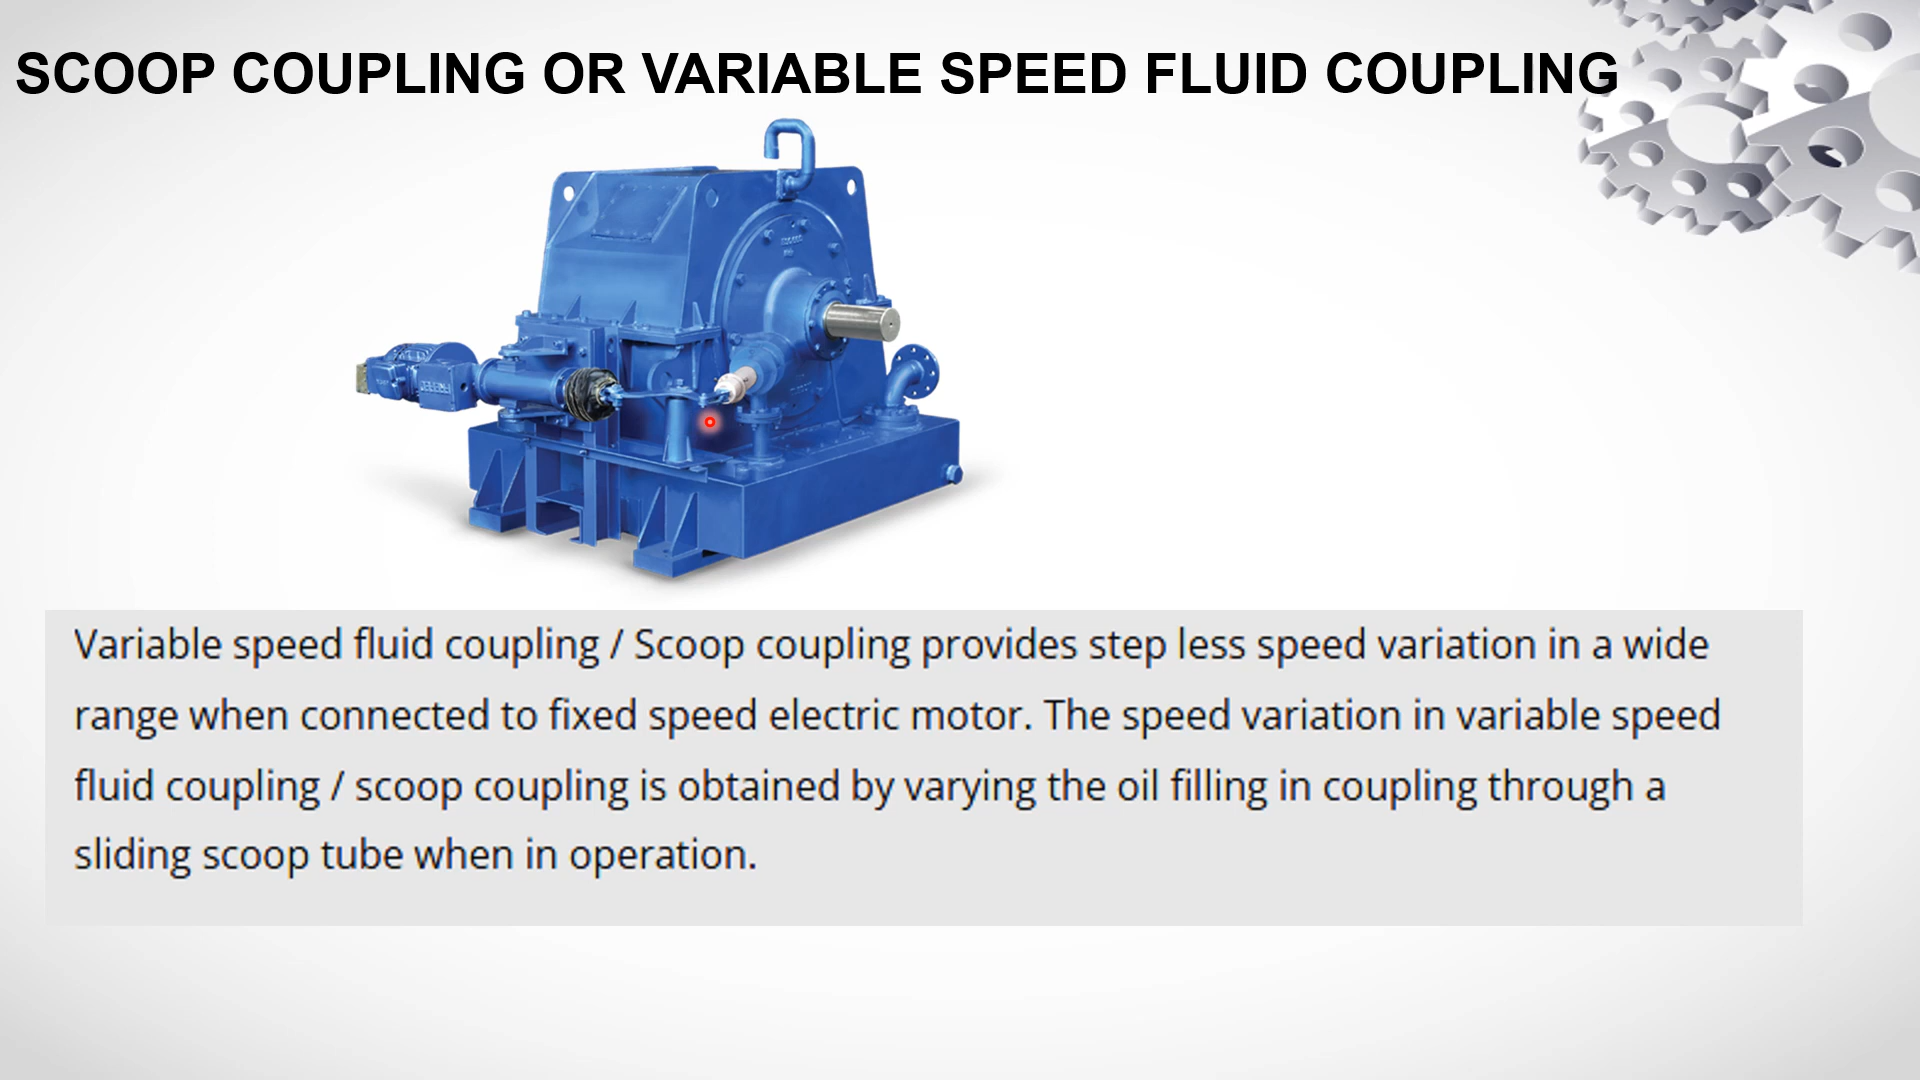 SCOOP COUPLING OR VARIABLE SPEED FLUID COUPLING
Variable speed fluid coupling / Scoop coupling provides step less speed variation in a wide
range when connected to fixed speed electric motor. The speed variation in variable speed
fluid coupling / scoop coupling is obtained by varying the oil filling in coupling through a
sliding scoop tube when in operation.